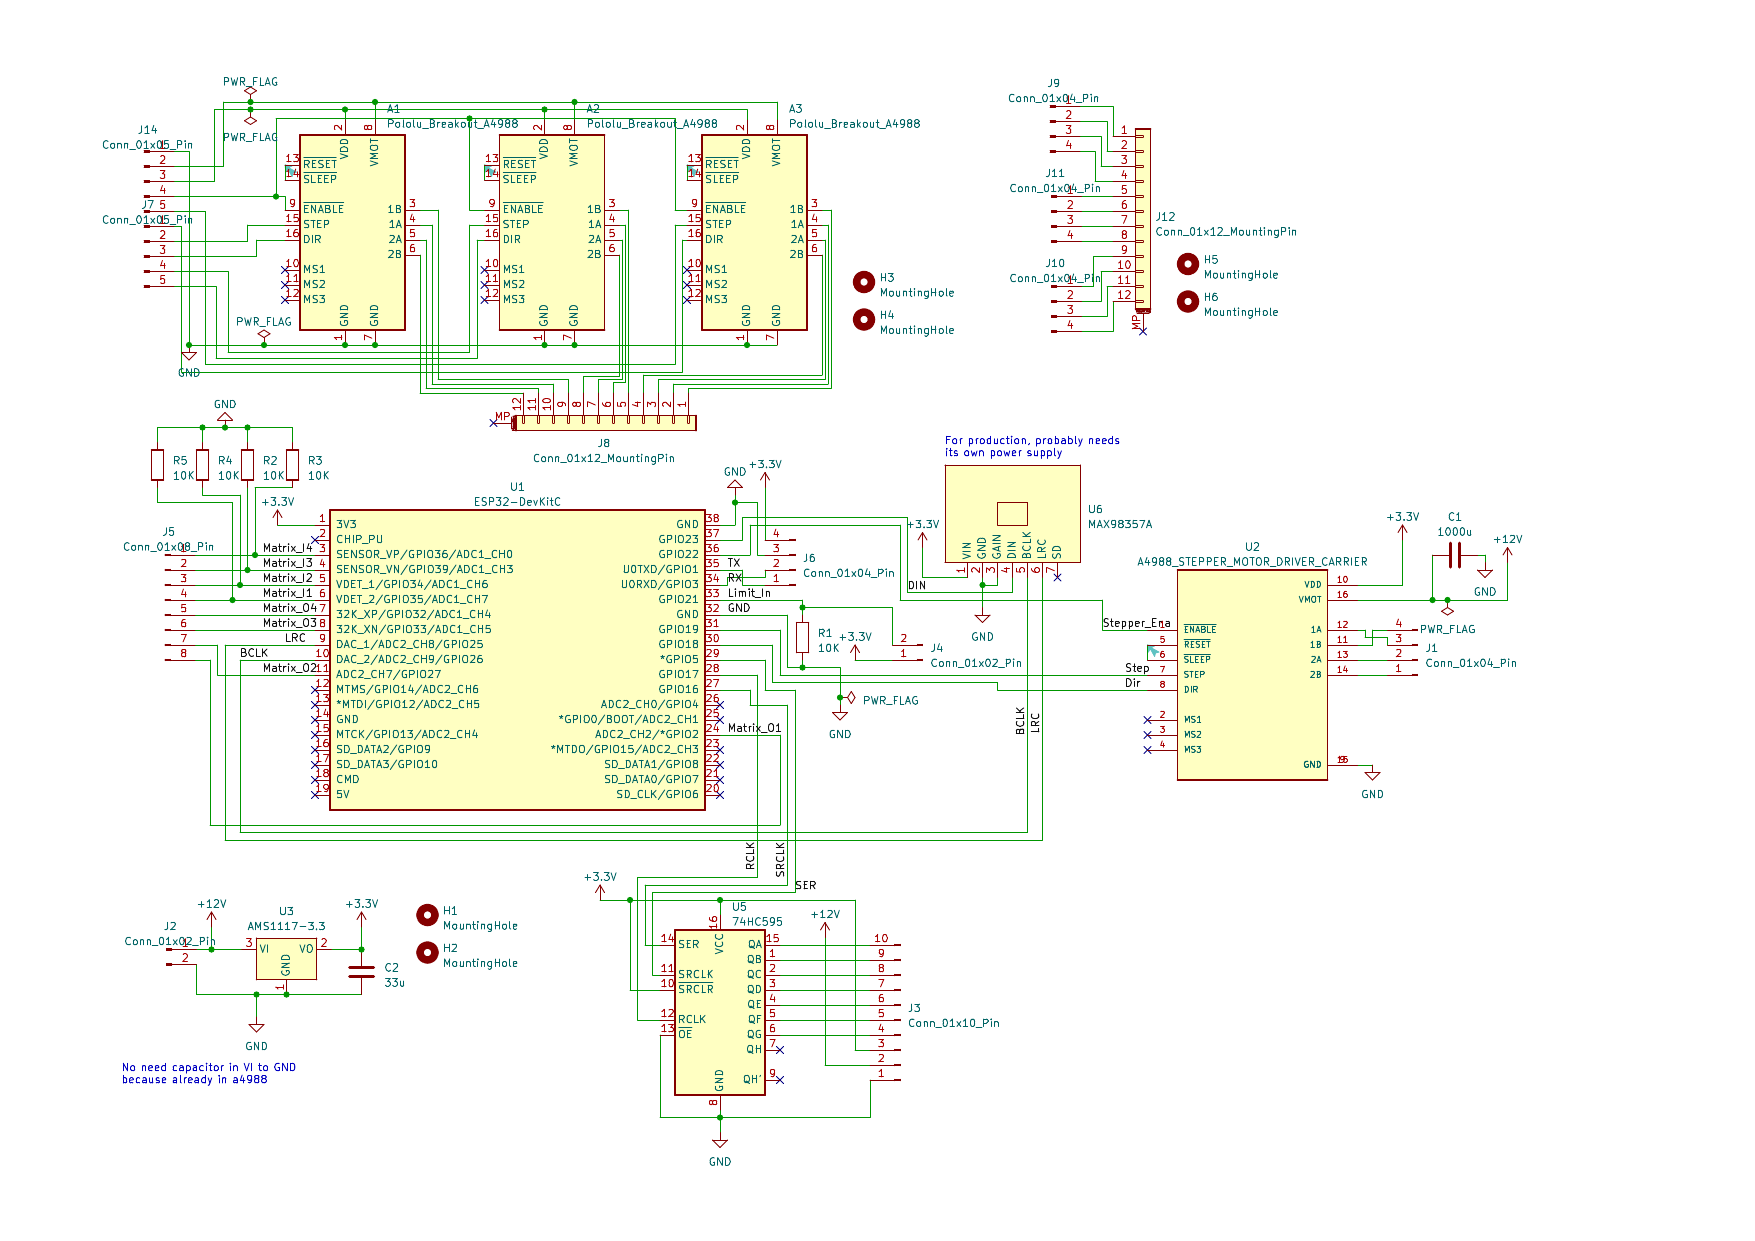 PWR_FLAG
PWR_FLAG
J14
Conn_01x05_Pin
1
2
3
4
5
J7
Conn_01x05_Pin
1
2
3
4
5
A1
Pololu_Breakout_A4988
2
8
VDD
VMOT
13
RESET
14
SLEEP
9
ENABLE
15
STEP
16
DIR
10
MS1
11
MS2
12
MS3
1B
3
1A
4
2A
5
2B
6
GND
GND
1
7
A2
Pololu_Breakout_A4988
2
8
VDD
VMOT
13
RESET
14
SLEEP
9
ENABLE
15
STEP
16
DIR
10
MS1
11
MS2
12
MS3
1B
3
1A
4
2A
5
2B
6
GND
GND
1
7
A3
Pololu_Breakout_A4988
2
8
VDD
VMOT
13
RESET
14
SLEEP
9
ENABLE
15
STEP
16
DIR
10
MS1
11
MS2
12
MS3
1B
3
1A
4
2A
5
2B
6
GND
GND
1
7
PWR_FLAG
GND
H3
MountingHole
H4
MountingHole
J9
Conn_01x04_Pin
1
2
3
4
J11
Conn_01x04_Pin
1
2
3
4
J10
Conn_01x04_Pin
1
2
3
4
1
2
3
4
5
6
7
8
9
10
11
12
MP
J12
Conn_01x12_MountingPin
H5
MountingHole
H6
MountingHole
MP
12
11
10
9
8
7
6
5
4
3
2
1
J8
Conn_01x12_MountingPin
GND
R5
10K
R4
10K
R2
10K
R3
10K
+3.3V
J5
Conn_01x08_Pin
1
2
3
4
5
6
7
8
Matrix_I4
Matrix_I3
Matrix_I2
Matrix_I1
Matrix_O4
Matrix_O3
LRC
BCLK
Matrix_O2
U1
ESP32-DevKitC
1
3V3
2
CHIP_PU
3
SENSOR_VP/GPIO36/ADC1_CH0
4
SENSOR_VN/GPIO39/ADC1_CH3
5
VDET_1/GPIO34/ADC1_CH6
6
VDET_2/GPIO35/ADC1_CH7
7
32K_XP/GPIO32/ADC1_CH4
8
32K_XN/GPIO33/ADC1_CH5
9
DAC_1/ADC2_CH8/GPIO25
10
DAC_2/ADC2_CH9/GPIO26
11
ADC2_CH7/GPIO27
12
MTMS/GPIO14/ADC2_CH6
13
*MTDI/GPIO12/ADC2_CH5
14
GND
15
MTCK/GPIO13/ADC2_CH4
16
SD_DATA2/GPIO9
17
SD_DATA3/GPIO10
18
CMD
19
5V
GND
38
GPIO23
37
GPIO22
36
U0TXD/GPIO1
35
U0RXD/GPIO3
34
GPIO21
33
GND
32
GPIO19
31
GPIO18
30
*GPIO5
29
GPIO17
28
GPIO16
27
ADC2_CH0/GPIO4
26
*GPIO0/BOOT/ADC2_CH1
25
ADC2_CH2/*GPIO2
24
*MTDO/GPIO15/ADC2_CH3
23
SD_DATA1/GPIO8
22
SD_DATA0/GPIO7
21
SD_CLK/GPIO6
20
GND
+3.3V
TX
RX
Limit_In
GND
Matrix_O1
4
3
2
1
J6
Conn_01x04_Pin
R1
10K
+3.3V
2
1
J4
Conn_01x02_Pin
PWR_FLAG
GND
For production, probably needs
its own power supply
+3.3V
U6
MAX98357A
VIN
GND
GAIN
DIN
BCLK
LRC
SD
1
2
3
4
5
6
7
DIN
GND
BCLK
LRC
Stepper_Ena
Step
Dir
U2
A4988_STEPPER_MOTOR_DRIVER_CARRIER
1
ENABLE
5
RESET
6
SLEEP
7
STEP
8
DIR
2
MS1
3
MS2
4
MS3
VDD
10
VMOT
16
1A
12
1B
11
2A
13
2B
14
GND
GND
+3.3V
C1
1000u
GND
+12V
PWR_FLAG
4
3
2
1
J1
Conn_01x04_Pin
RCLK
SRCLK
SER
J2
Conn_01x02_Pin
1
2
+12V
U3
AMS1117-3.3
3
VI
VO
2
GND
1
+3.3V
C2
33u
GND
H1
MountingHole
H2
MountingHole
No need capacitor in VI to GND
because already in a4988
+3.3V
U5
74HC595
16
VCC
14
SER
11
SRCLK
10
SRCLR
12
RCLK
13
OE
QA
15
QB
1
QC
2
QD
3
QE
4
QF
5
QG
6
QH
7
QH'
9
GND
8
GND
+12V
10
9
8
7
6
5
4
3
2
1
J3
Conn_01x10_Pin